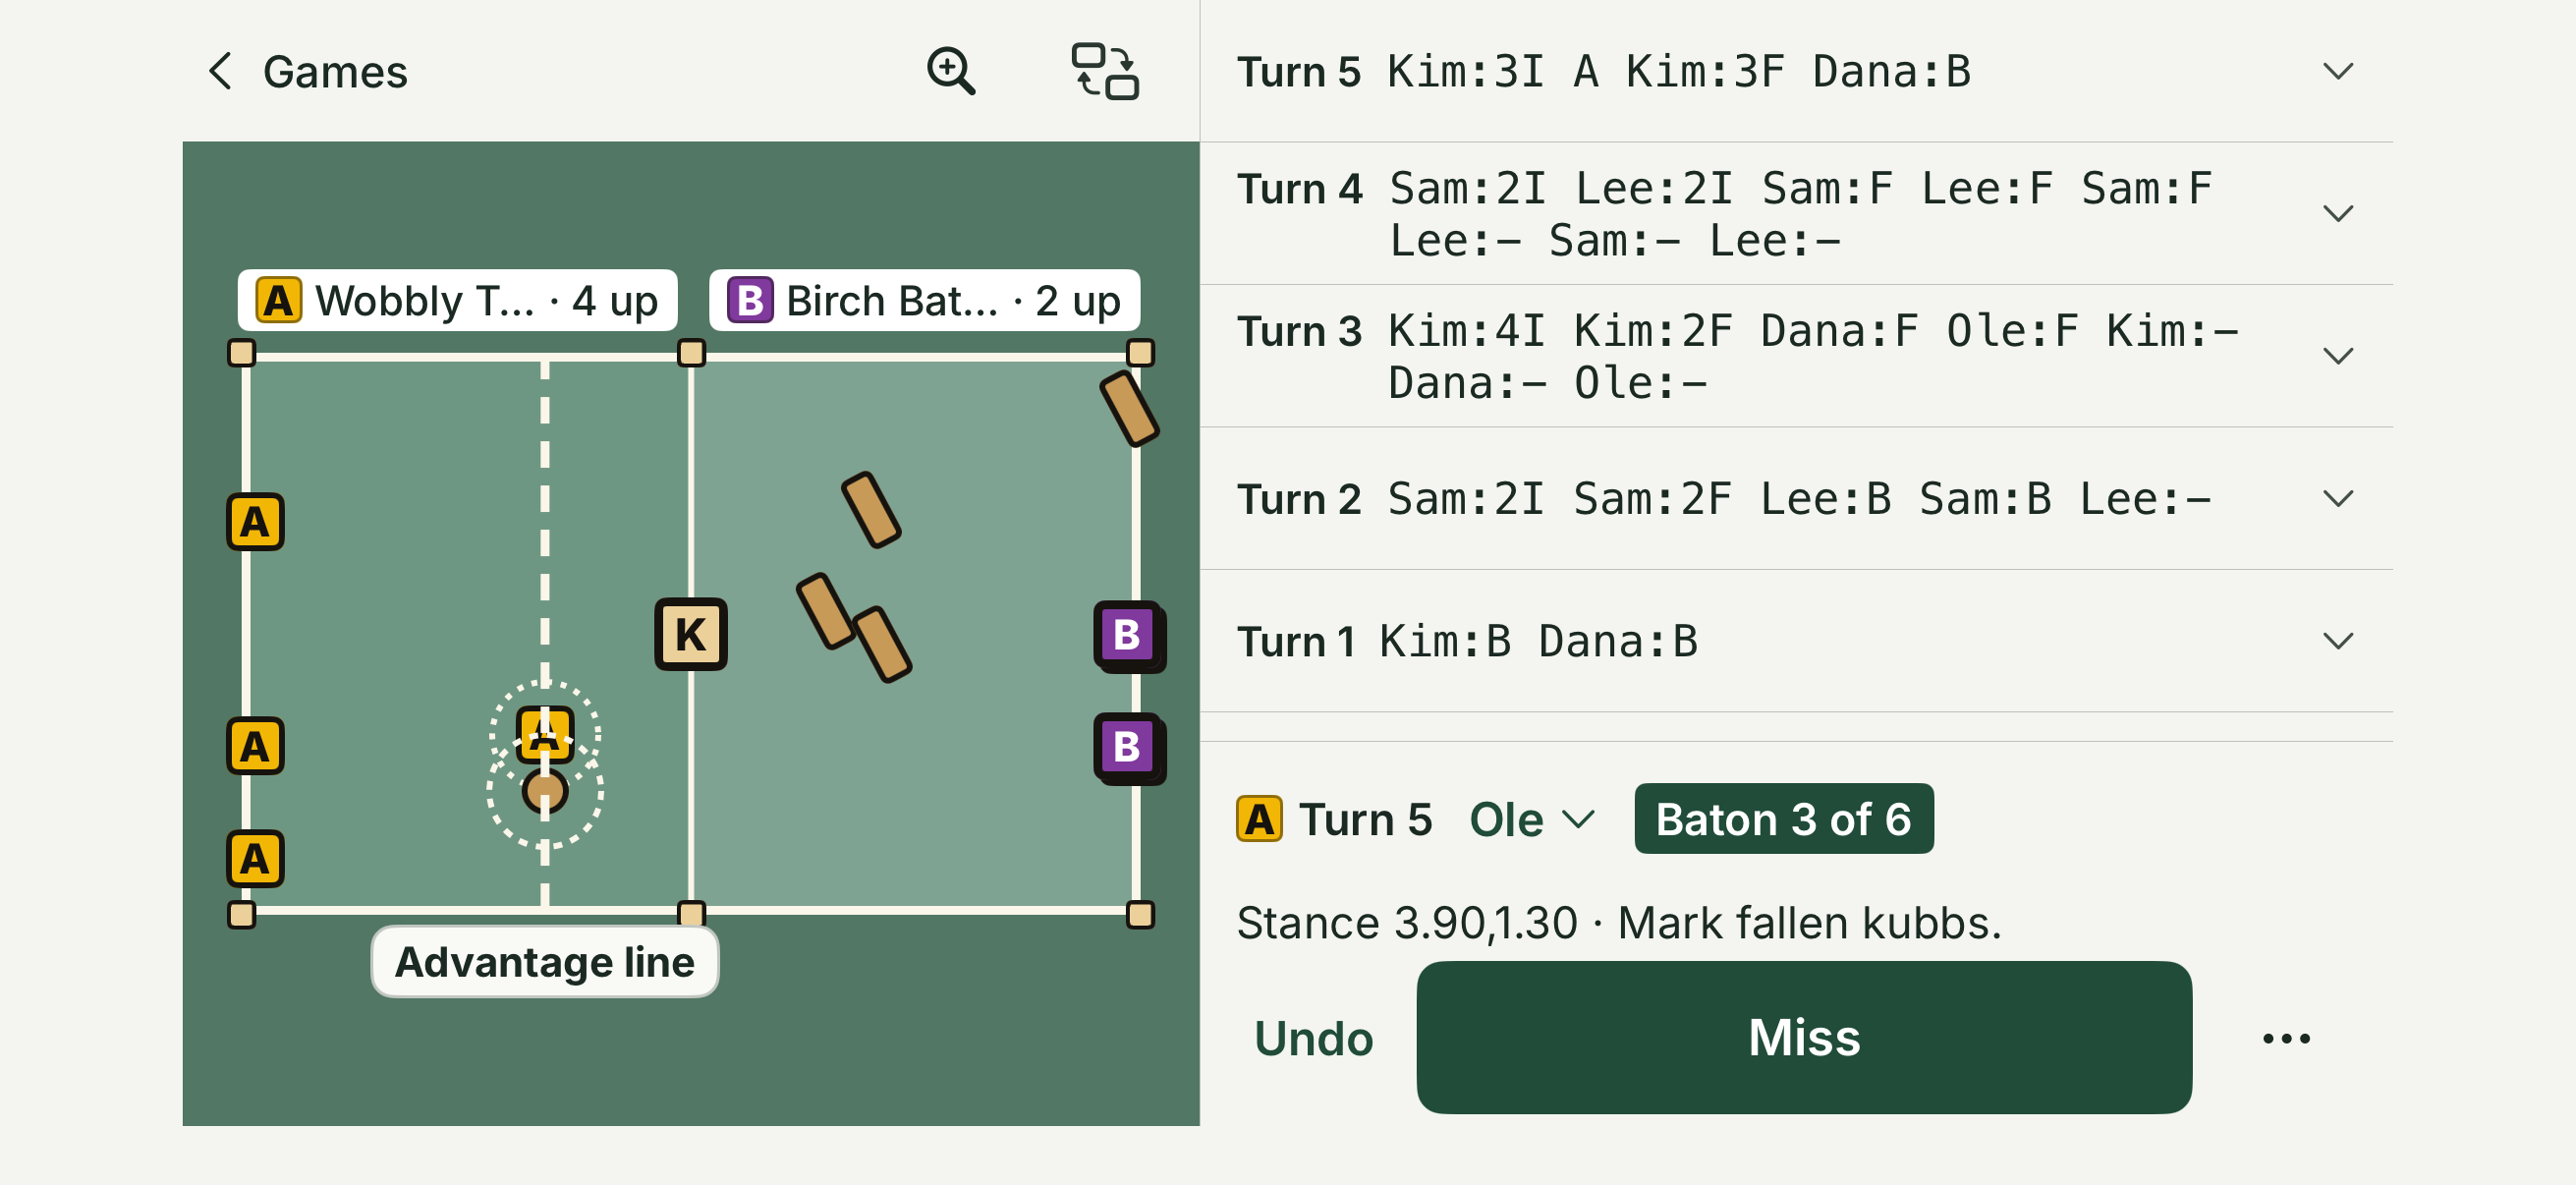 Games
A Wobbly T... · 4 up
B Birch Bat... · 2 up
A
K
B
A
A
B
A
Advantage line
Turn 5 Kim:3I A Kim:3F Dana:B
Turn 4 Sam:2I Lee:2I Sam:F Lee:F Sam:F
Lee:– Sam:– Lee:–
Turn 3 Kim:4I Kim:2F Dana:F Ole:F Kim:–
Dana:– Ole:–
Turn 2 Sam:2I Sam:2F Lee:B Sam:B Lee:–
Turn 1 Kim:B Dana:B
A Turn 5 Ole Baton 3 of 6
Stance 3.90,1.30 · Mark fallen kubbs.
Undo Miss